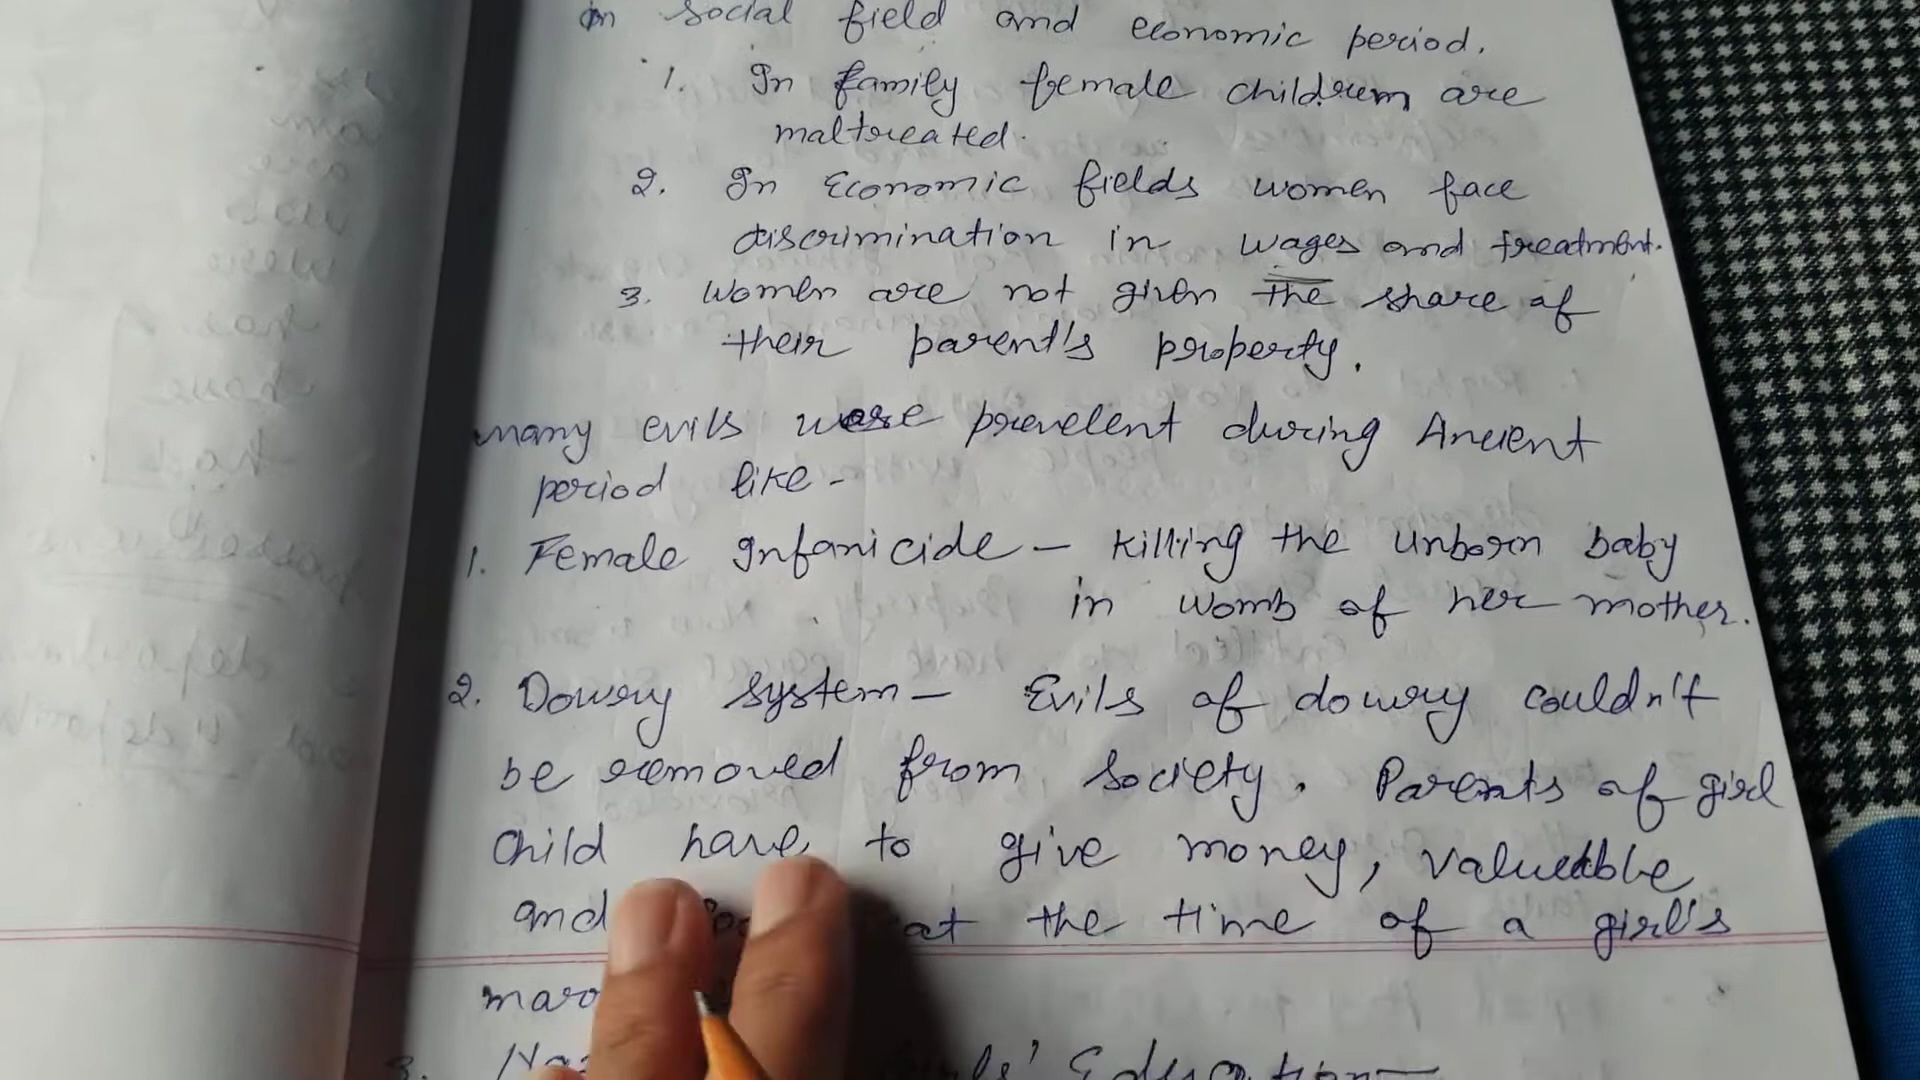 in social field and economic period.
1. In family female children are
maltreated.
2. In Economic fields women face
discrimination in wages and treatment.
3. Women are not given the share of
their parent's property.
many evils were prevelent during Ancient
period like -
1. Female Infanicide - Killing the unborn baby
in womb of her mother.
2. Dowry system - Evils of dowry couldn't
be removed from society. Parents of girl
child have to give money, valueable
and at the time of a girl's
3. Education -